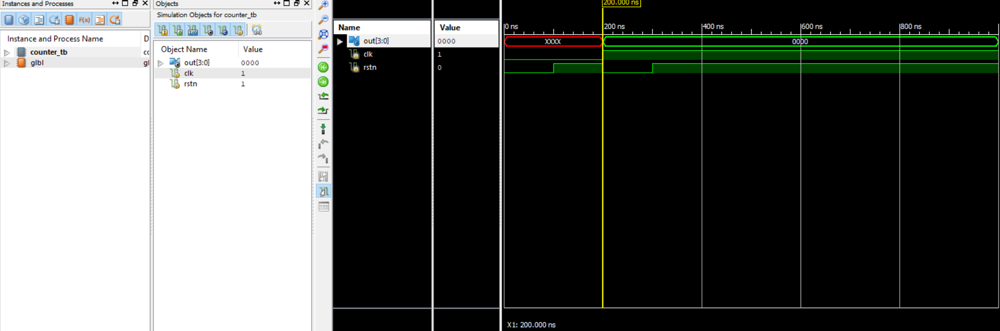 Instances and Processes
F(x)
Instance and Process Name D
counter_tb cc
glbl gl
Objects
Simulation Objects for counter_tb
I O I/O C
Object Name Value
out[3:0] 0000
clk 1
rstn 1
Name Value
out[3:0] 0000
clk 1
rstn 0
200.000 ns
0 ns 200 ns 400 ns 600 ns 800 ns
XXXX 0000
X1: 200.000 ns